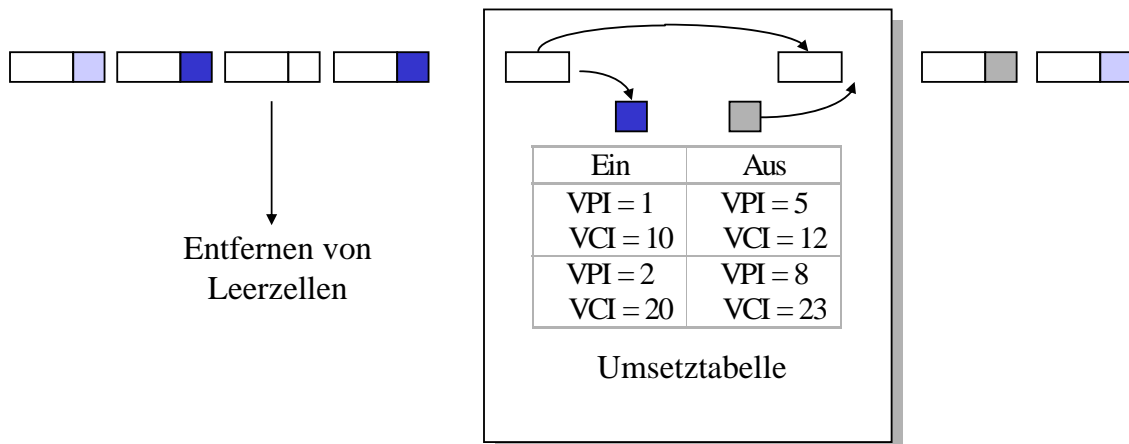 Ein Aus
VPI = 1 VPI = 5
VCI = 10 VCI = 12
VPI = 2 VPI = 8
VCI = 20 VCI = 23
Entfernen von
Leerzellen
Umsetztabelle